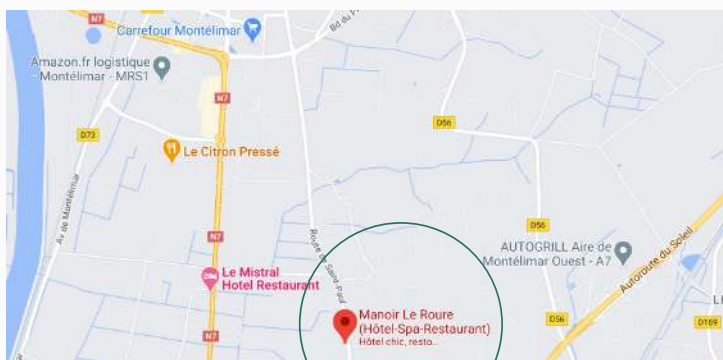 N7
Bd du
Carrefour Montélimar
Amazon.fr logistique
- Montélimar - MRS1
N7
D56
D73
Le Citron Pressé
Av de Montélimar
N7
D56
Route de Saint-Paul
AUTOGRILL Aire de
Montélimar Ouest - A7
Autoroute du Soleil
Le Mistral
Hotel Restaurant
Manoir Le Roure
(Hôtel-Spa-Restaurant)
Hôtel chic, resto...
D56
D169
N7